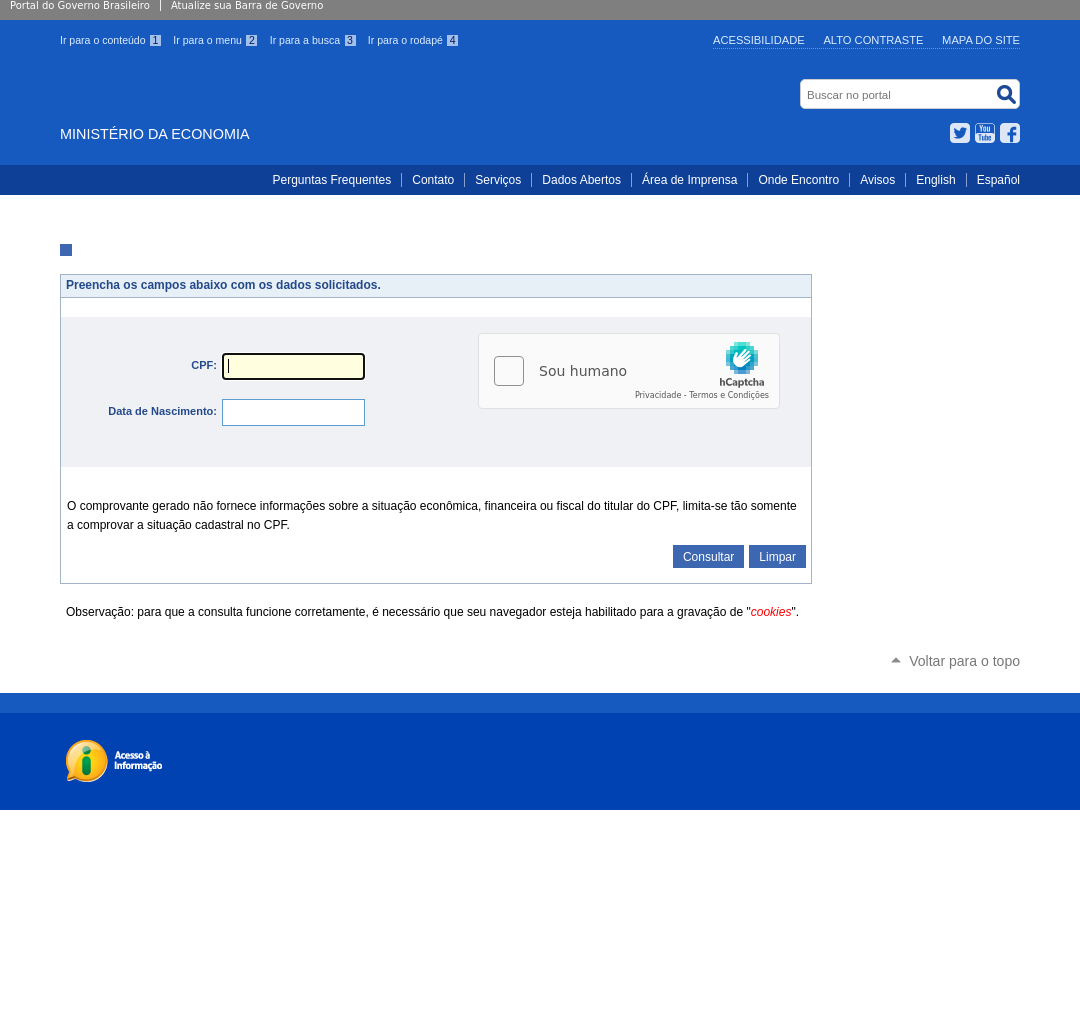 Portal do Governo Brasileiro | Atualize sua Barra de Governo
Ir para o conteúdo 1 Ir para o menu 2 Ir para a busca 3 Ir para o rodapé 4
ACESSIBILIDADE ALTO CONTRASTE MAPA DO SITE
Buscar no portal
MINISTÉRIO DA ECONOMIA
You Tube
Perguntas Frequentes | Contato | Serviços | Dados Abertos | Área de Imprensa | Onde Encontro | Avisos | English | Español
Preencha os campos abaixo com os dados solicitados.
CPF:
Data de Nascimento:
Sou humano
hCaptcha
Privacidade - Termos e Condições
O comprovante gerado não fornece informações sobre a situação econômica, financeira ou fiscal do titular do CPF, limita-se tão somente
a comprovar a situação cadastral no CPF.
Consultar Limpar
Observação: para que a consulta funcione corretamente, é necessário que seu navegador esteja habilitado para a gravação de "cookies".
Voltar para o topo
Acesso à
Informação